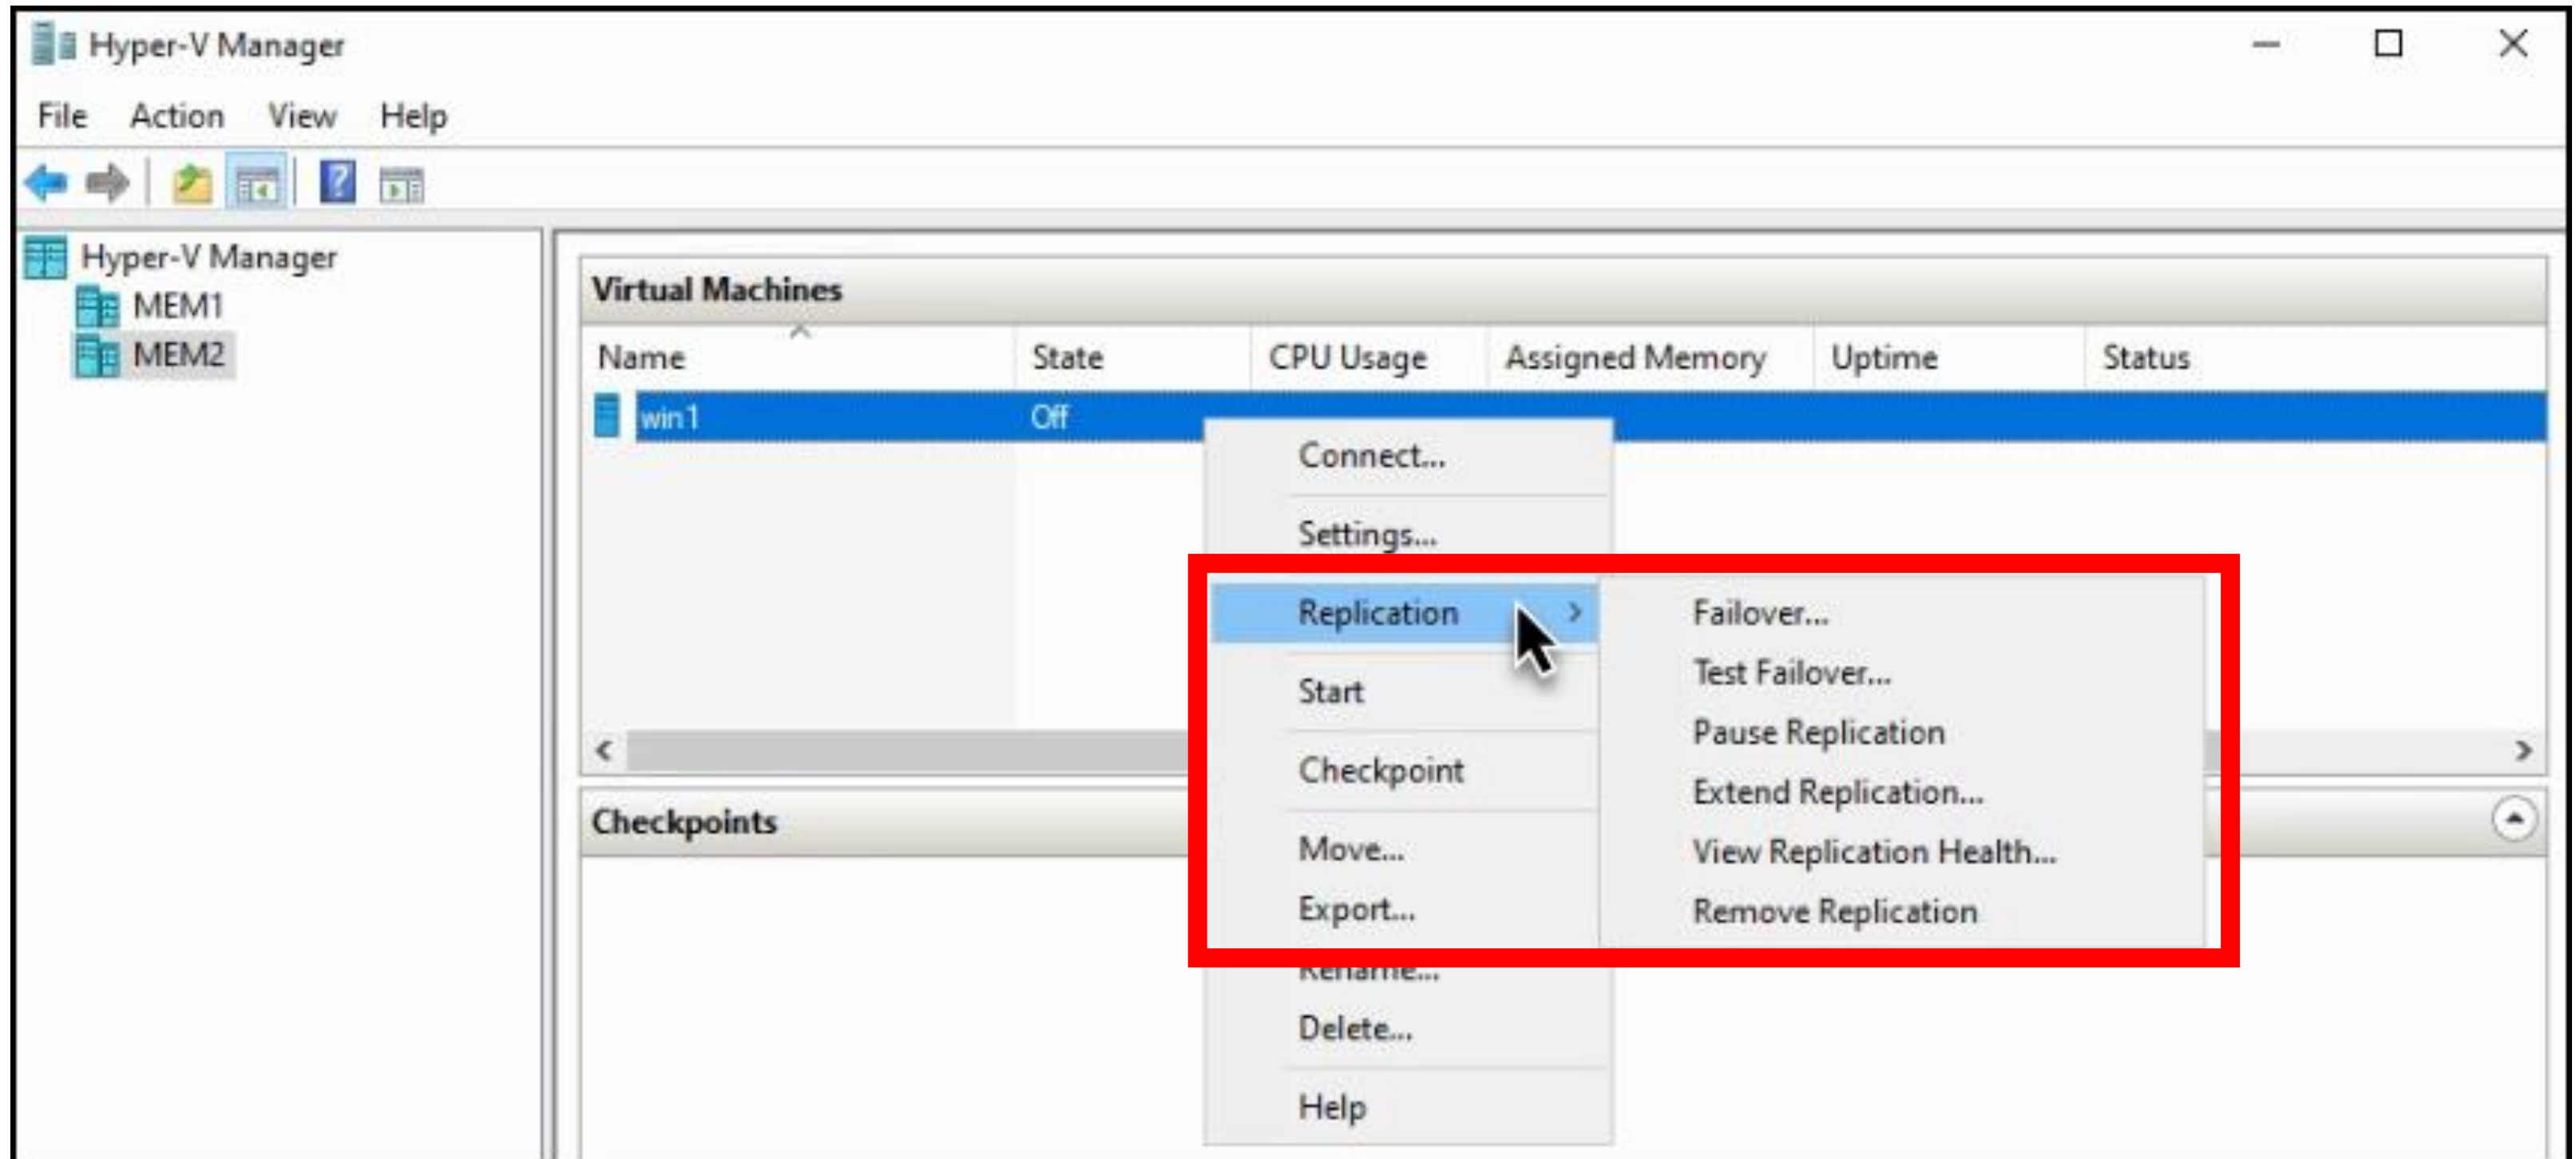 Hyper-V Manager
File Action View Help
Hyper-V Manager
MEM1
MEM2
Virtual Machines
Name State CPU Usage Assigned Memory Uptime Status
win1 Off
Connect...
Settings...
Replication
Failover...
Test Failover...
Pause Replication
Extend Replication...
View Replication Health...
Remove Replication
Start
Checkpoint
Move...
Export...
Rename...
Delete...
Help
Checkpoints